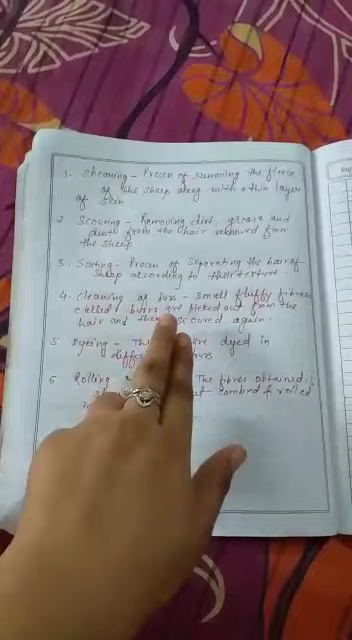 1. Shearing - Process of removing the fleece
of the sheep along with a thin layer
of skin
2 Scouring - Removing dirt, grease and
dust from the hair removed from
the sheep
3. Sorting - Process of separating the hair of
sheep according to their texture.
4. Cleaning of burs - small fluffy fibres
called burrs are picked out from the
hair and then scoured again.
5 Dyeing - The are dyed in
6 Rolling The fibres obtained
combed & rolled